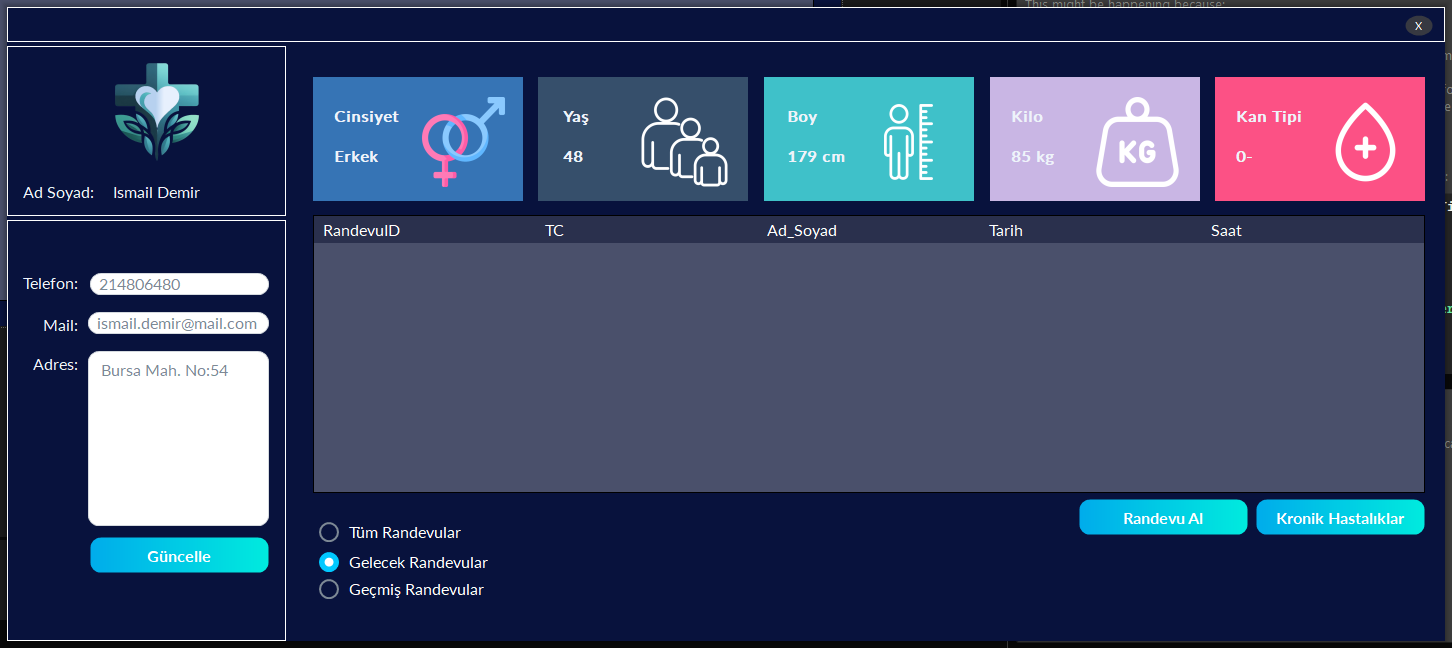 This might be happening because:
X
Ad Soyad: Ismail Demir
Telefon: 214806480
Mail: ismail.demir@mail.com
Adres: Bursa Mah. No:54
Güncelle
Cinsiyet
Erkek
Yaş
48
Boy
179 cm
Kilo
85 kg
KG
Kan Tipi
0-
RandevuID TC Ad_Soyad Tarih Saat
Tüm Randevular
Gelecek Randevular
Geçmiş Randevular
Randevu Al
Kronik Hastalıklar